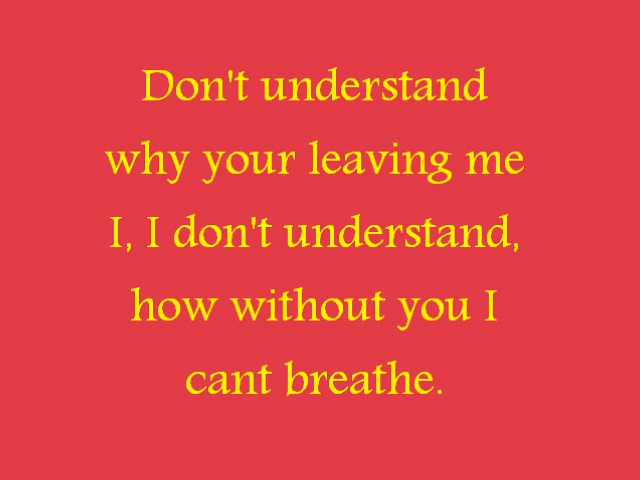 Don't understand
why your leaving me
I, I don't understand,
how without you I
cant breathe.